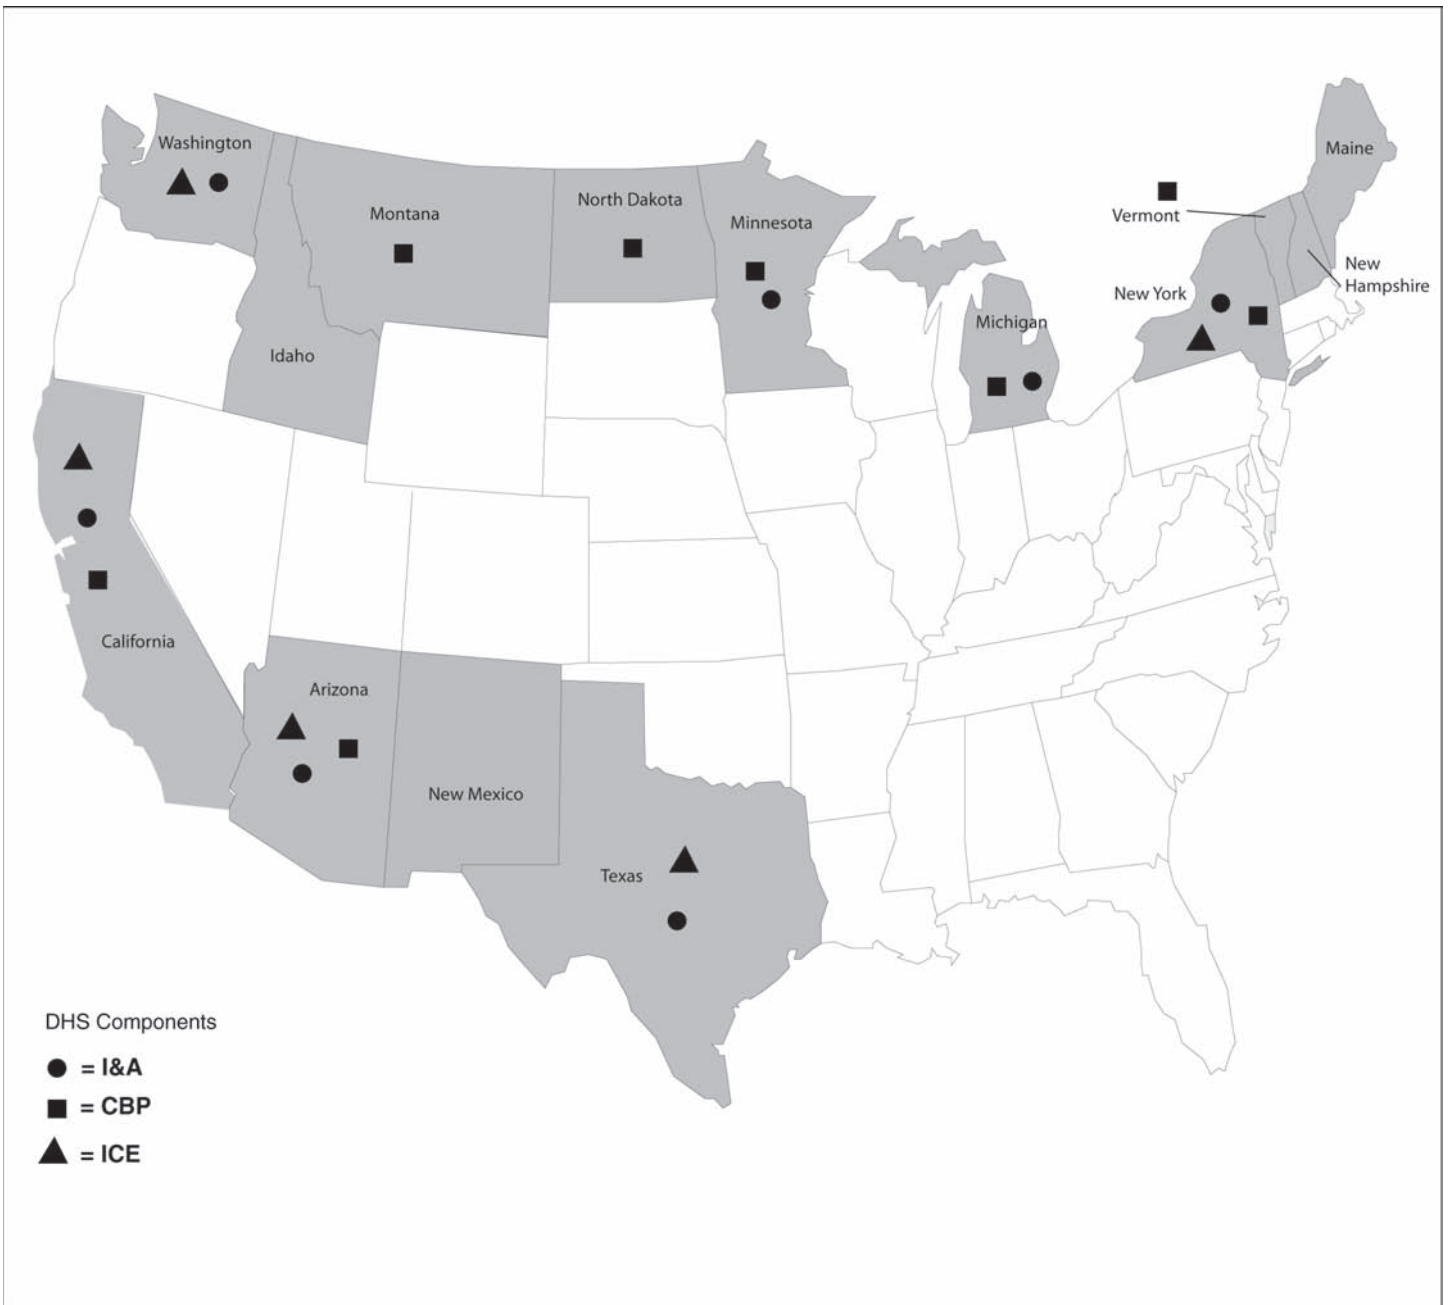 Washington
Montana
North Dakota
Minnesota
Maine
Vermont
New
Hampshire
New York
Michigan
Idaho
California
Arizona
New Mexico
Texas
DHS Components
= I&A
= CBP
= ICE